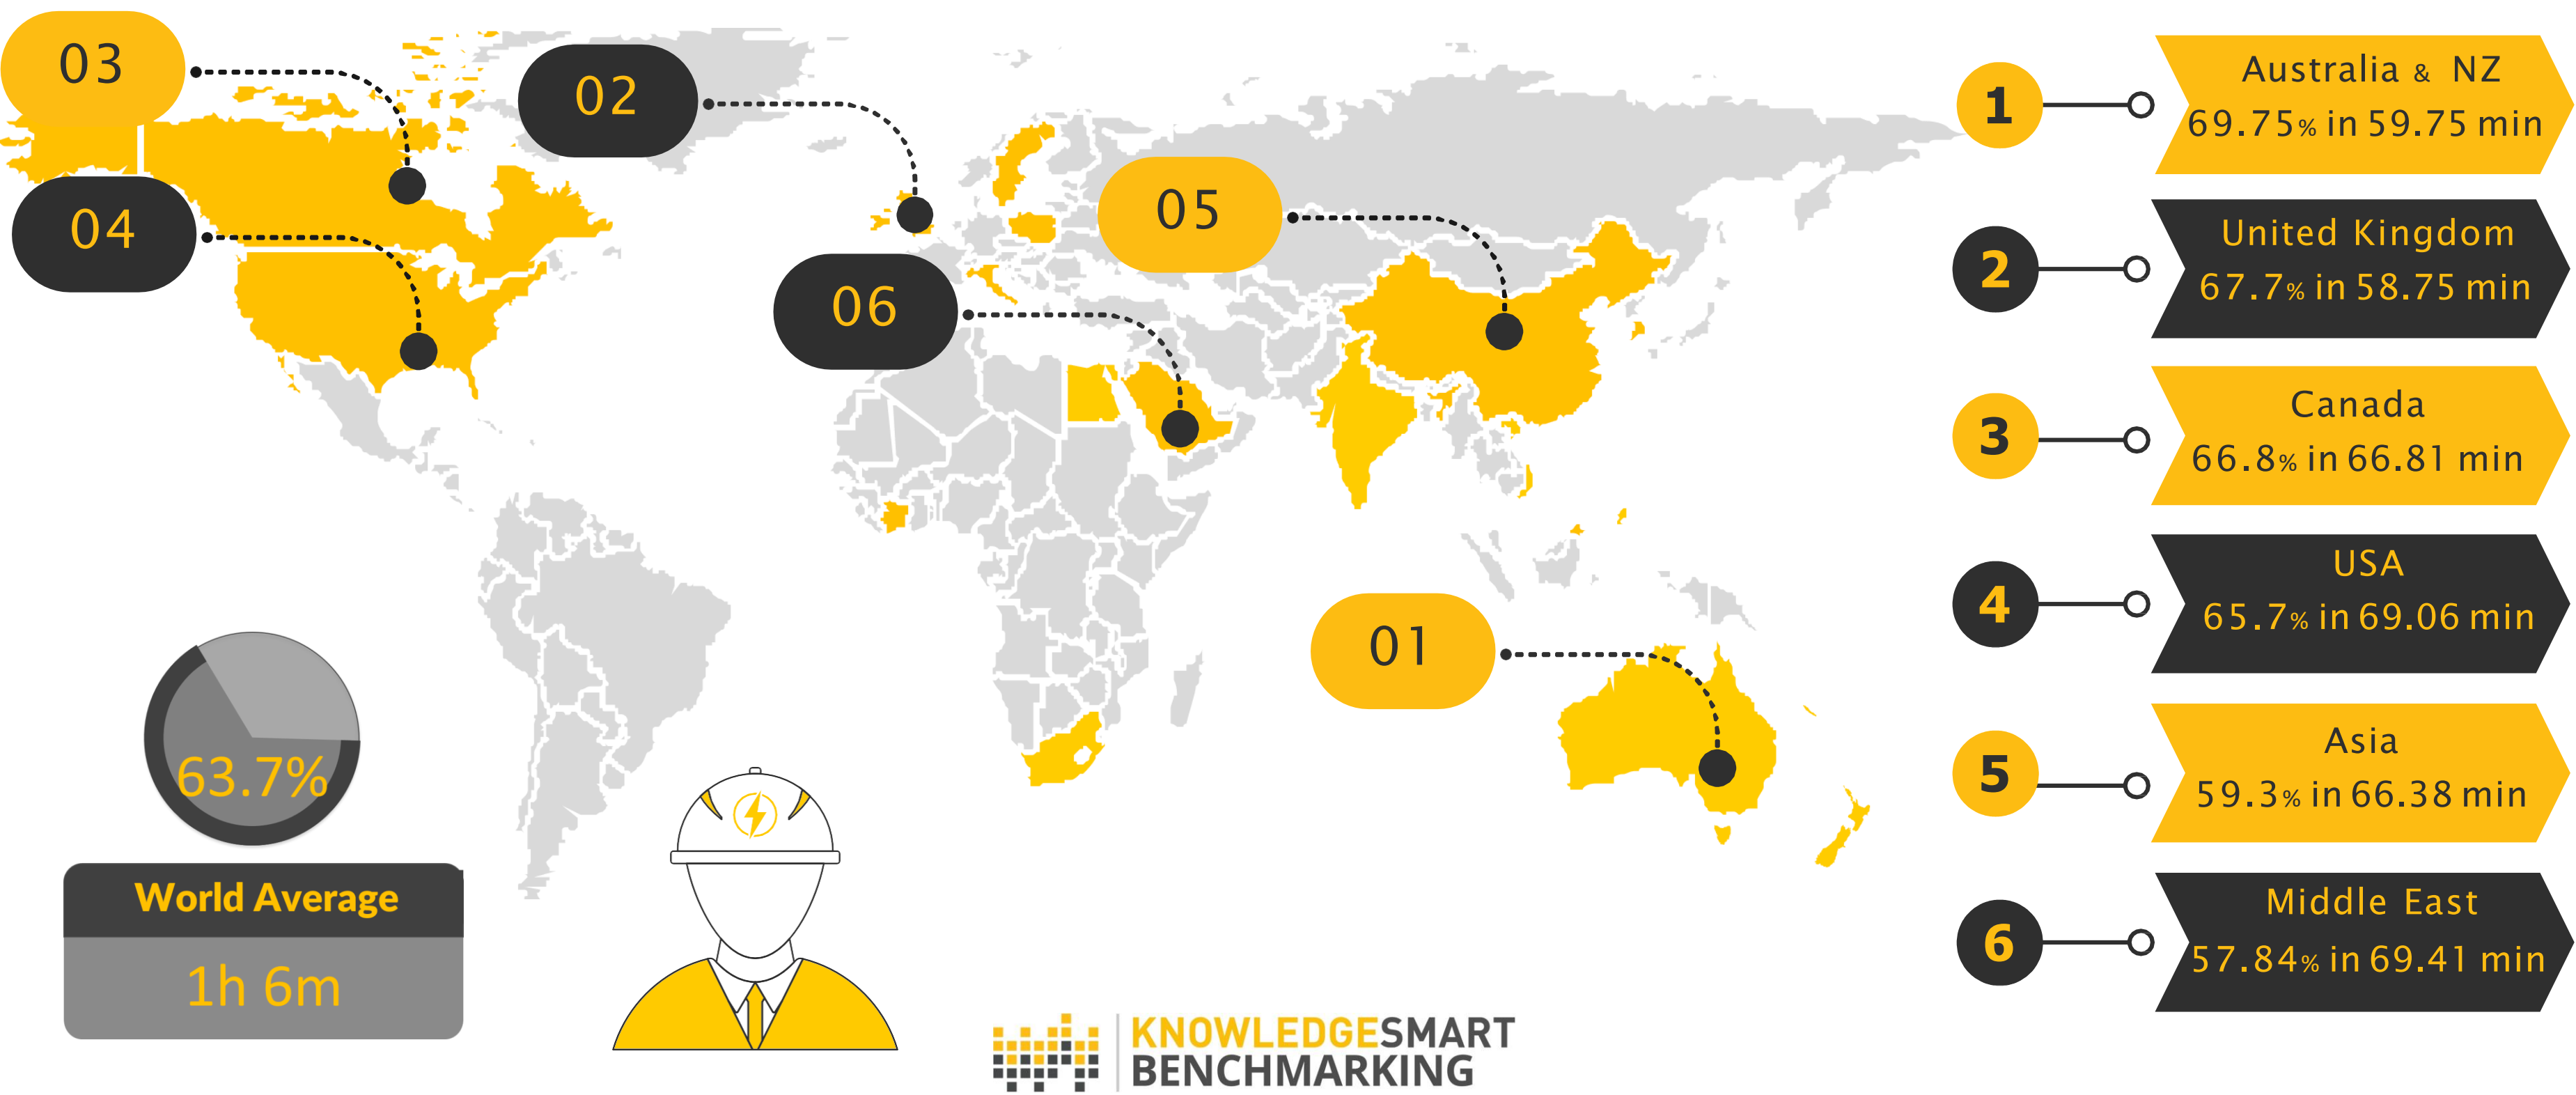 03
02
04
05
06
01
1
Australia & NZ
69.75% in 59.75 min
2
United Kingdom
67.7% in 58.75 min
3
Canada
66.8% in 66.81 min
4
USA
65.7% in 69.06 min
5
Asia
59.3% in 66.38 min
6
Middle East
57.84% in 69.41 min
63.7%
World Average
1h 6m
KNOWLEDGESMART
BENCHMARKING